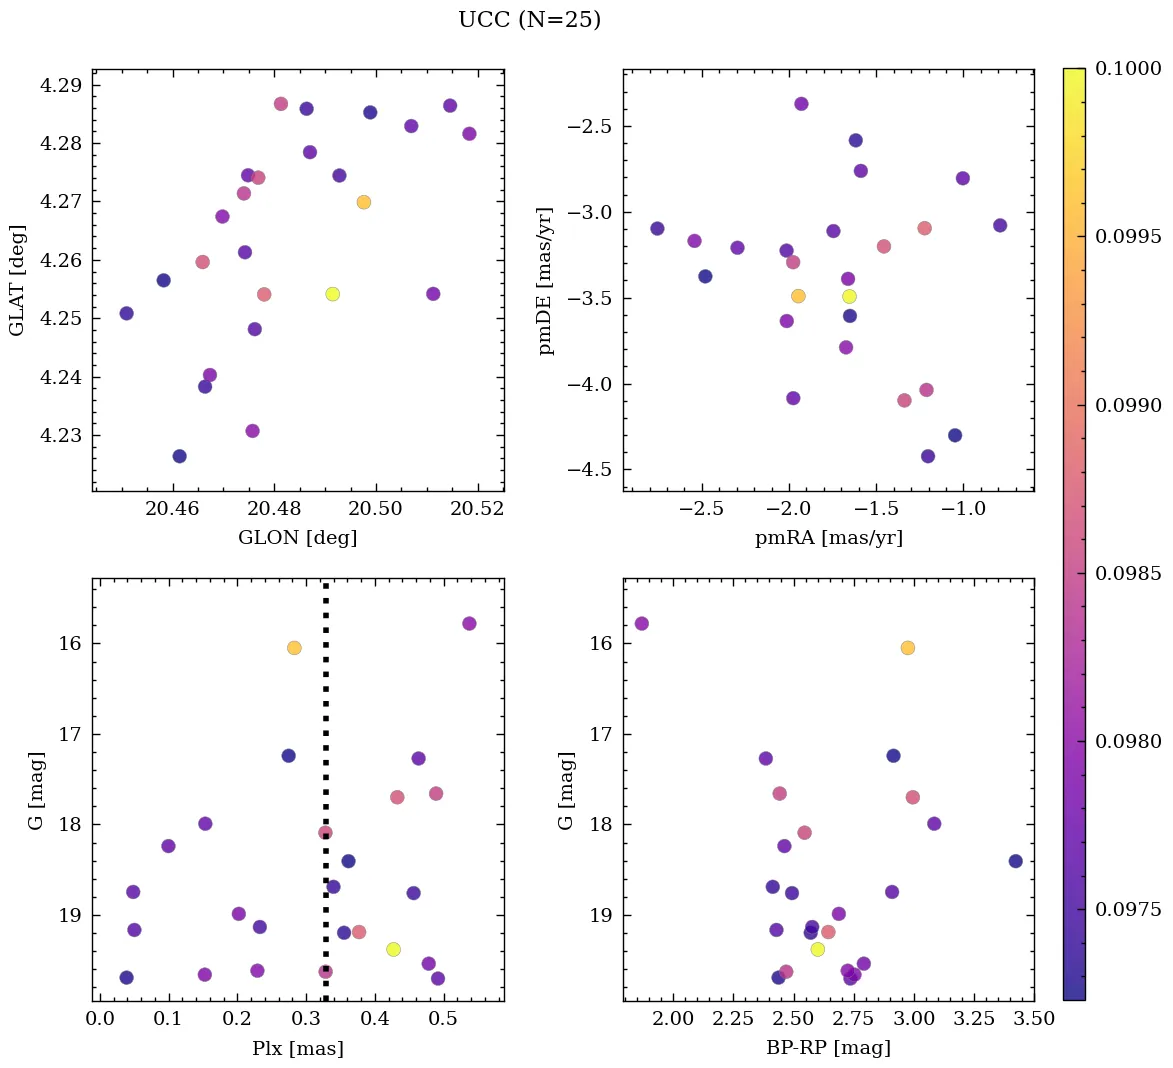 UCC (N=25)
4.29
4.28
4.27
4.26
4.25
4.24
4.23
GLAT [deg]
20.46 20.48 20.50 20.52
GLON [deg]
−2.5
−3.0
−3.5
−4.0
−4.5
pmDE [mas/yr]
−2.5 −2.0 −1.5 −1.0
pmRA [mas/yr]
16
17
18
19
G [mag]
0.0 0.1 0.2 0.3 0.4 0.5
Plx [mas]
16
17
18
19
G [mag]
2.00 2.25 2.50 2.75 3.00 3.25 3.50
BP-RP [mag]
0.1000
0.0995
0.0990
0.0985
0.0980
0.0975